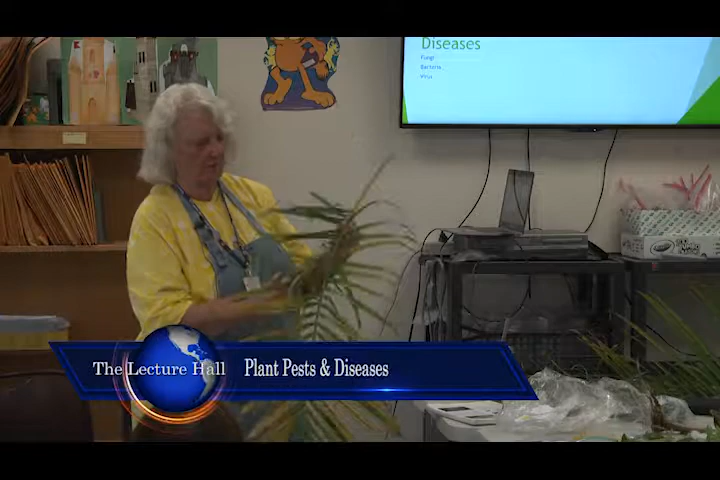 Diseases
Fungi
Bacteria
Virus
The Lecture Hall
Plant Pests & Diseases